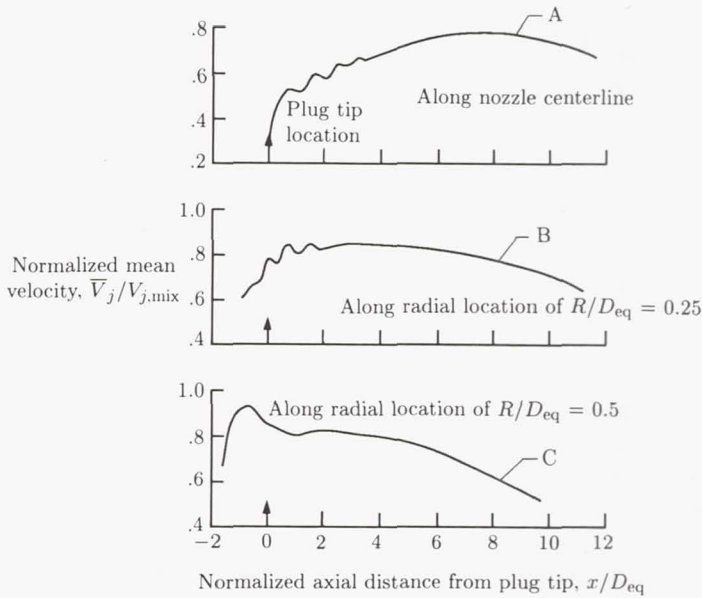 .8
A
.6
.4
.2
Plug tip
location
Along nozzle centerline
1.0
B
.8
.6
.4
Normalized mean
velocity, V̅j/Vj,mix
Along radial location of R/Deq = 0.25
1.0
Along radial location of R/Deq = 0.5
.8
C
.6
.4
−2 0 2 4 6 8 10 12
Normalized axial distance from plug tip, x/Deq